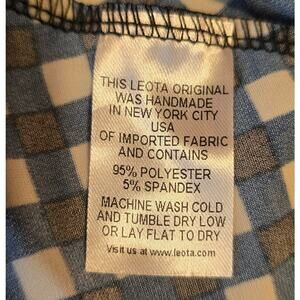 THIS LEOTA ORIGINAL
WAS HANDMADE
IN NEW YORK CITY
USA
OF IMPORTED FABRIC
AND CONTAINS
95% POLYESTER
5% SPANDEX
MACHINE WASH COLD
AND TUMBLE DRY LOW
OR LAY FLAT TO DRY
Visit us at www.leota.com